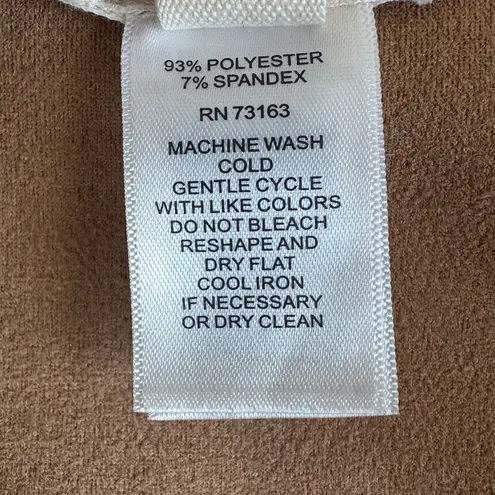 93% POLYESTER
7% SPANDEX
RN 73163
MACHINE WASH
COLD
GENTLE CYCLE
WITH LIKE COLORS
DO NOT BLEACH
RESHAPE AND
DRY FLAT
COOL IRON
IF NECESSARY
OR DRY CLEAN